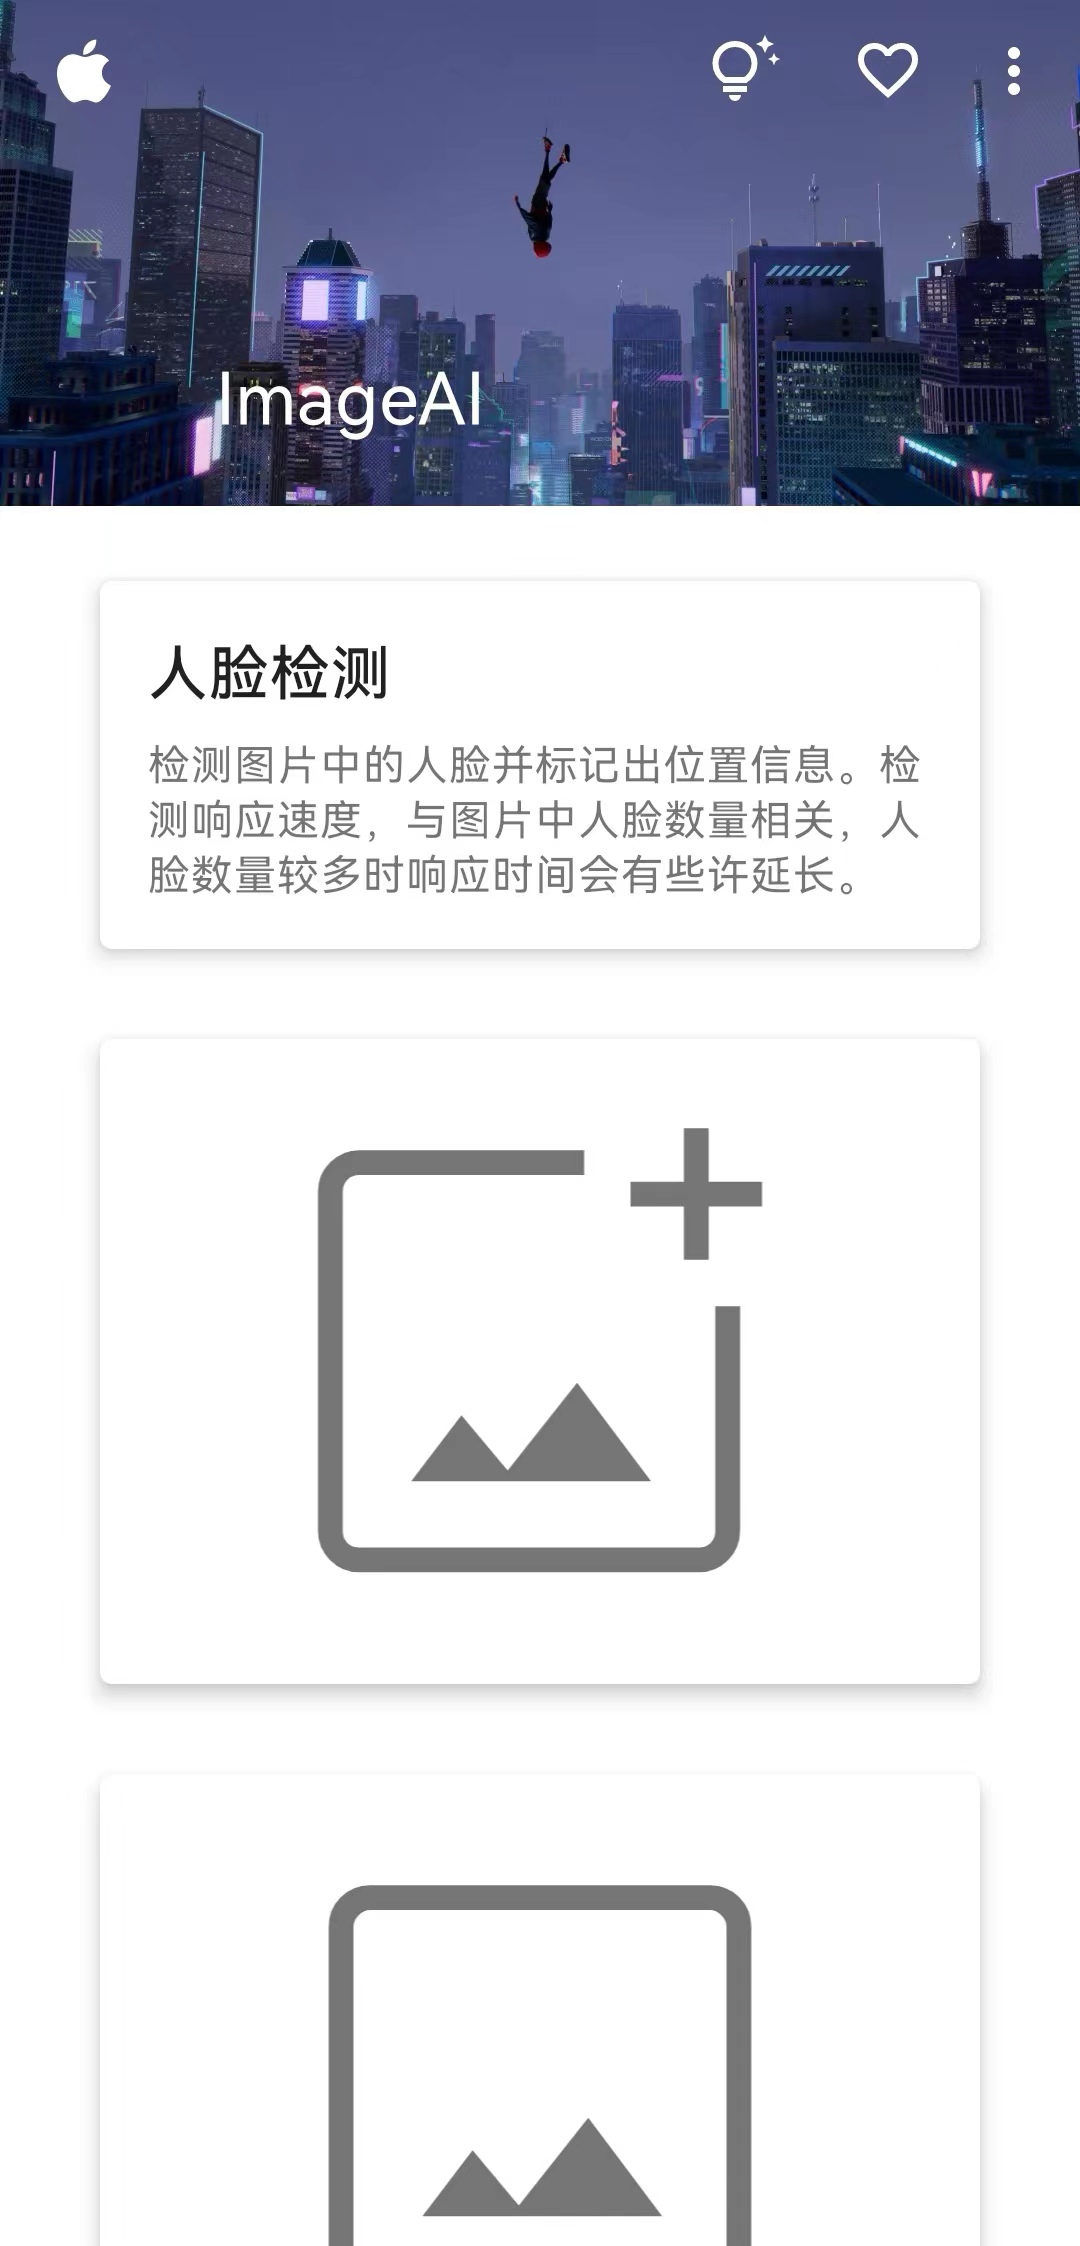 ImageAI
人脸检测
检测图片中的人脸并标记出位置信息。检
测响应速度，与图片中人脸数量相关，人
脸数量较多时响应时间会有些许延长。